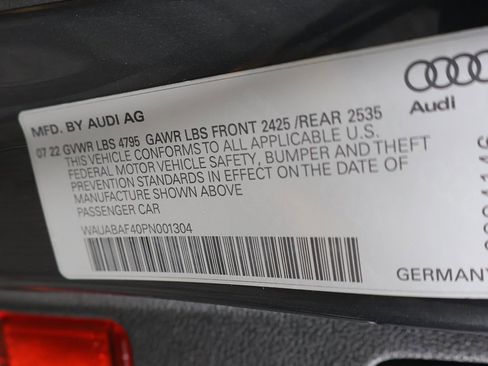 MFD. BY AUDI AG
07 22 GVWR LBS 4795 GAWR LBS FRONT 2425 /REAR 2535
THIS VEHICLE CONFORMS TO ALL APPLICABLE U.S.
FEDERAL MOTOR VEHICLE SAFETY, BUMPER AND THEFT
PREVENTION STANDARDS IN EFFECT ON THE DATE OF
MANUFACTURE SHOWN ABOVE
PASSENGER CAR
WAUABAF40PN001304
Audi
GERMANY